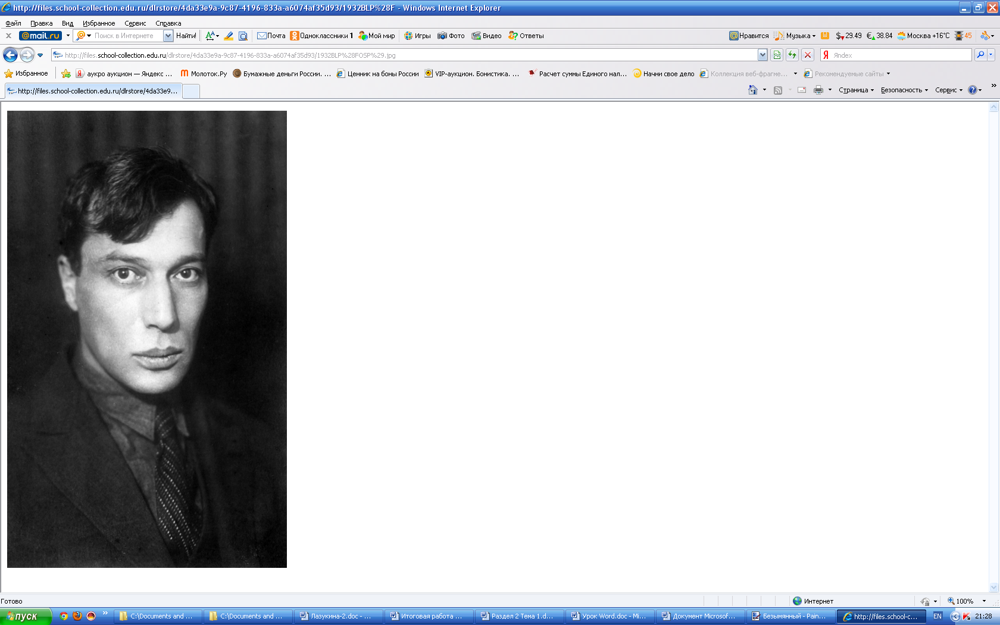 http://files.school-collection.edu.ru/dlrstore/4da33e9a-9c87-4196-833a-a6074af35d93/1932BLP%28F - Windows Internet Explorer
Файл Правка Вид Избранное Сервис Справка
x @mail.ru Поиск в Интернете Найти! Почта Одноклассники 1 Мой мир Игры Фото Видео Ответы Нравится Музыка $ 29.49 € 38.84 Москва +16°C 45
http://files.school-collection.edu.ru/dlrstore/4da33e9a-9c87-4196-833a-a6074af35d93/1932BLP%28FOSP%29.jpg Я Яndex
Избранное Я аукро аукцион — Яндекс ... Молоток.Ру Бумажные деньги России. ... Ценник на боны России VIP-аукцион. Бонистика. ... Расчет суммы Единого нал... Начни свое дело Коллекция веб-фрагме... Рекомендуемые сайты
http://files.school-collection.edu.ru/dlrstore/4da33e9... Страница Безопасность Сервис »
Готово Интернет 100%
пуск » C:\Documents and ... C:\Documents and ... Лазукина-2.doc - ... Итоговая работа ... Раздел 2 Тема 1.d... Урок Word.doc - Mi... Документ Microsof... Безымянный - Pain... http://files.school-c... EN 21:28